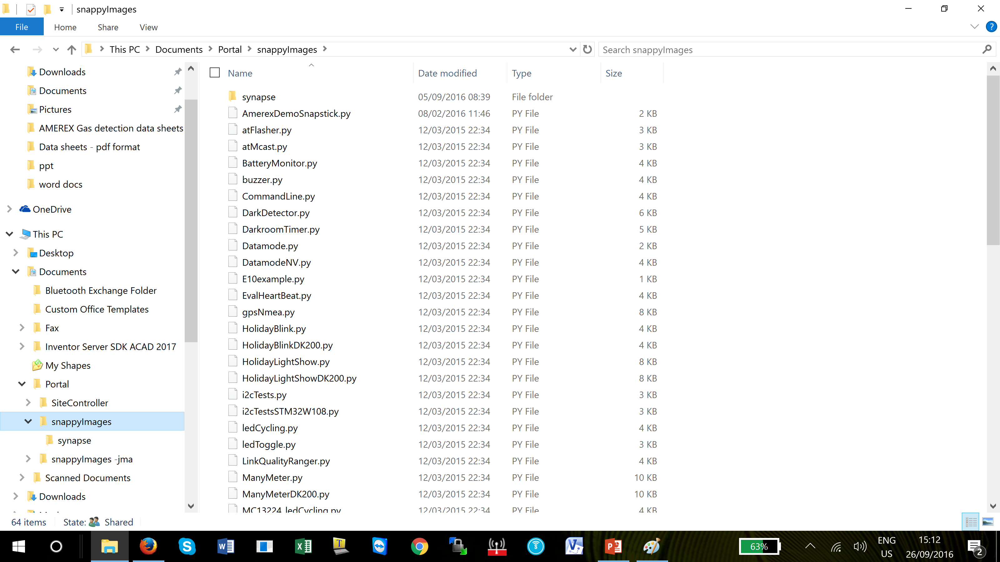 snappyImages
File Home Share View
This PC Documents Portal snappyImages
Search snappyImages
Downloads
Documents
Pictures
AMEREX Gas detection data sheets
Data sheets - pdf format
ppt
word docs
OneDrive
This PC
Desktop
Documents
Bluetooth Exchange Folder
Custom Office Templates
Fax
Inventor Server SDK ACAD 2017
My Shapes
Portal
SiteController
snappyImages
synapse
snappyImages -jma
Scanned Documents
Downloads
Name Date modified Type Size
synapse 05/09/2016 08:39 File folder
AmerexDemoSnapstick.py 08/02/2016 11:46 PY File 2 KB
atFlasher.py 12/03/2015 22:34 PY File 3 KB
atMcast.py 12/03/2015 22:34 PY File 3 KB
BatteryMonitor.py 12/03/2015 22:34 PY File 4 KB
buzzer.py 12/03/2015 22:34 PY File 4 KB
CommandLine.py 12/03/2015 22:34 PY File 4 KB
DarkDetector.py 12/03/2015 22:34 PY File 6 KB
DarkroomTimer.py 12/03/2015 22:34 PY File 5 KB
Datamode.py 12/03/2015 22:34 PY File 2 KB
DatamodeNV.py 12/03/2015 22:34 PY File 4 KB
E10example.py 12/03/2015 22:34 PY File 1 KB
EvalHeartBeat.py 12/03/2015 22:34 PY File 4 KB
gpsNmea.py 12/03/2015 22:34 PY File 8 KB
HolidayBlink.py 12/03/2015 22:34 PY File 4 KB
HolidayBlinkDK200.py 12/03/2015 22:34 PY File 4 KB
HolidayLightShow.py 12/03/2015 22:34 PY File 8 KB
HolidayLightShowDK200.py 12/03/2015 22:34 PY File 8 KB
i2cTests.py 12/03/2015 22:34 PY File 3 KB
i2cTestsSTM32W108.py 12/03/2015 22:34 PY File 3 KB
ledCycling.py 12/03/2015 22:34 PY File 4 KB
ledToggle.py 12/03/2015 22:34 PY File 3 KB
LinkQualityRanger.py 12/03/2015 22:34 PY File 4 KB
ManyMeter.py 12/03/2015 22:34 PY File 10 KB
ManyMeterDK200.py 12/03/2015 22:34 PY File 10 KB
MC13224_ledCycling.py 12/03/2015 22:34 PY File 4 KB
64 items State: Shared
63% ENG 15:12
US 26/09/2016 2